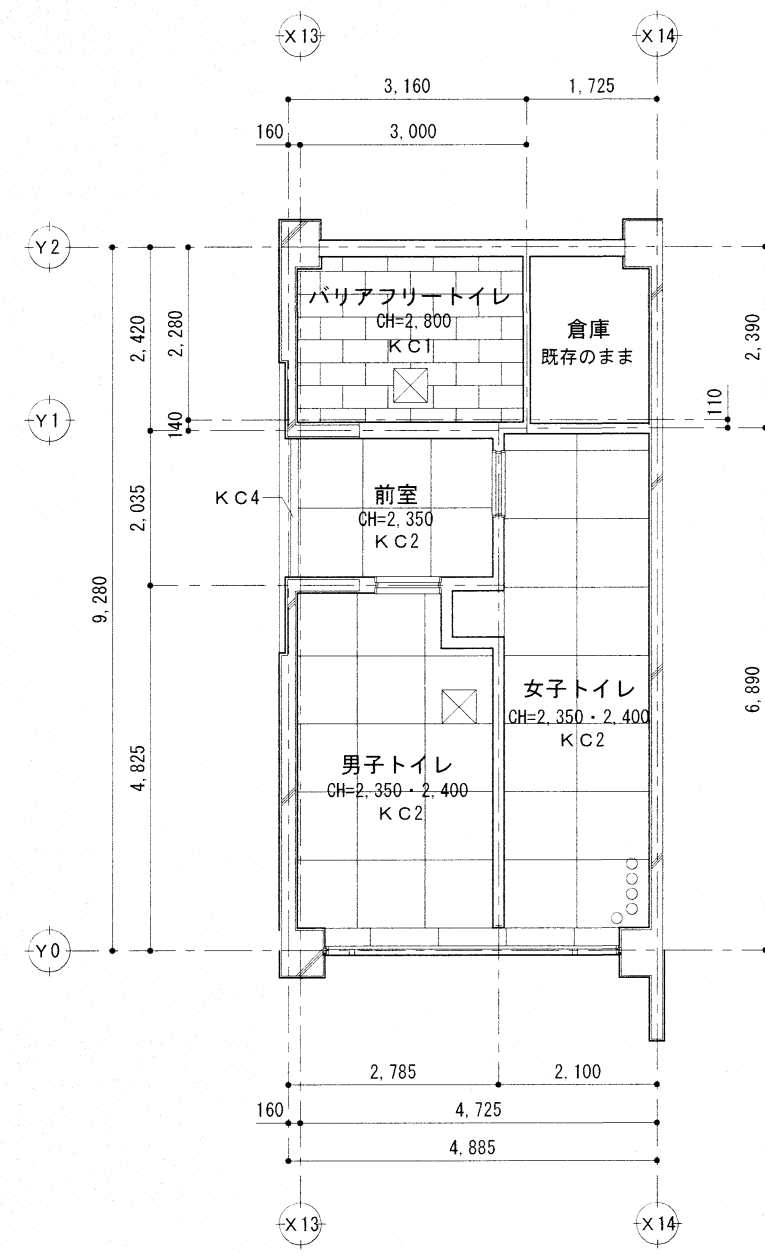 X13
X14
3,160
1,725
160
3,000
Y2
2,420
2,280
バリアフリートイレ
CH=2,800
KC1
倉庫
既存のまま
2,390
Y1
140
110
KC4
2,035
前室
CH=2,350
KC2
9,280
女子トイレ
CH=2,350・2,400
KC2
6,890
4,825
男子トイレ
CH=2,350・2,400
KC2
Y0
2,785
2.100
160
4,725
4,885
X13
X14